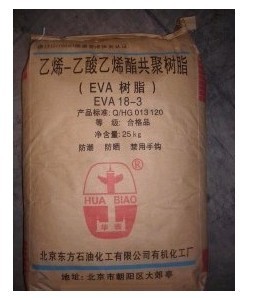 乙烯-乙酸乙烯酯共聚树脂
(EVA 树脂)
EVA 18-3
产品标准: Q/HG 013 120
等 级: 合格品
净含量: 25kg
防潮 防晒 禁用手钩
®
HUA BIAO
华表
北京东方石油化工有限公司有机化工厂
地址: 北京市朝阳区大郊亭